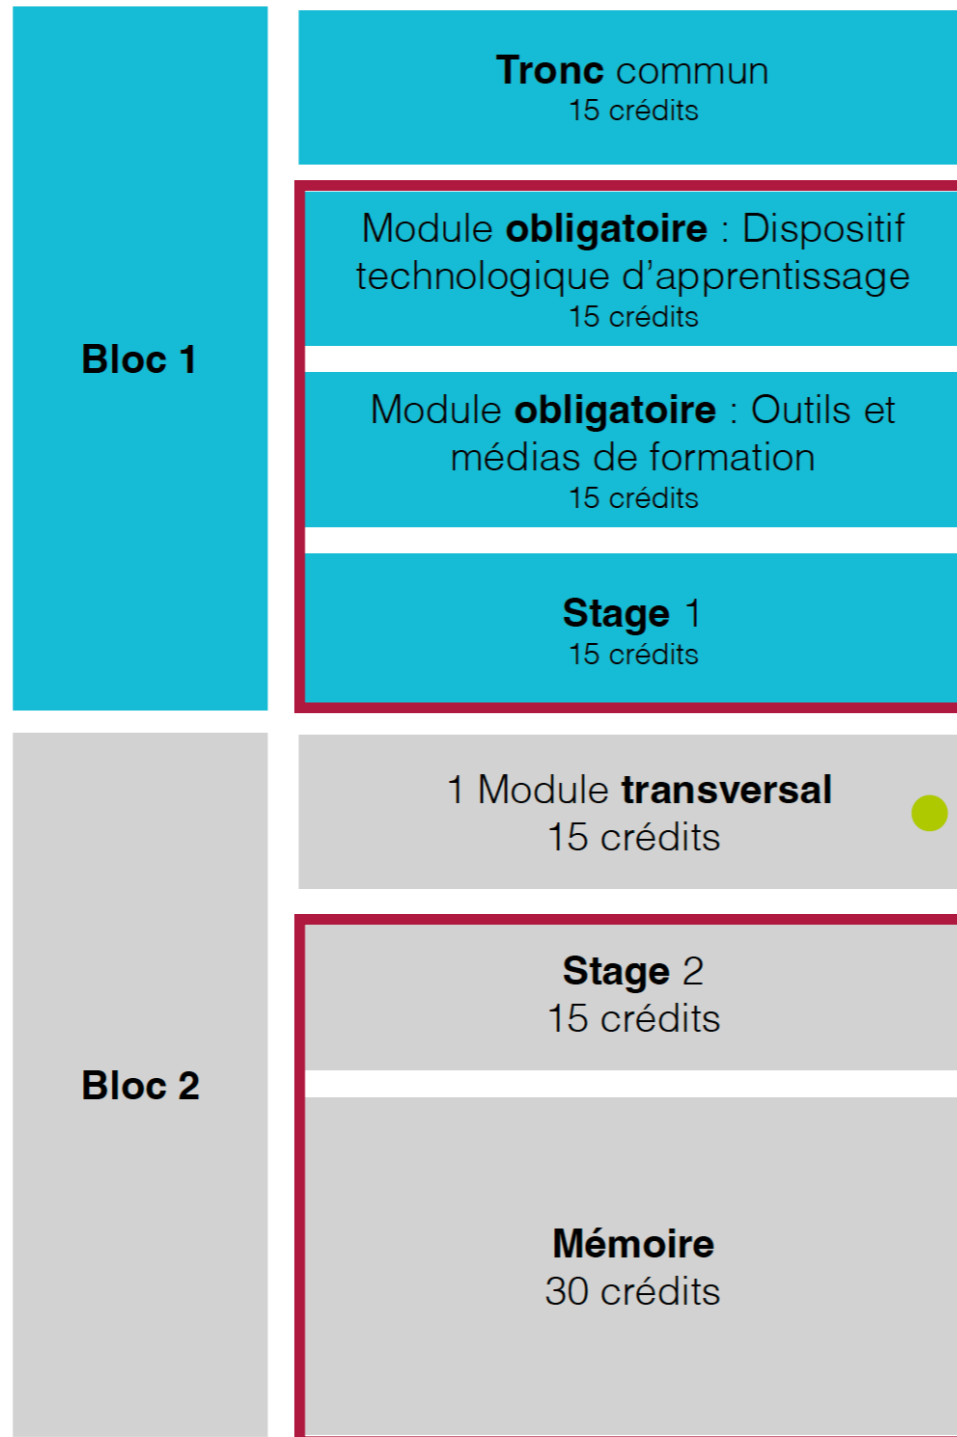 Bloc 1
Tronc commun
15 crédits
Module obligatoire : Dispositif
technologique d’apprentissage
15 crédits
Module obligatoire : Outils et
médias de formation
15 crédits
Stage 1
15 crédits
Bloc 2
1 Module transversal
15 crédits
Stage 2
15 crédits
Mémoire
30 crédits